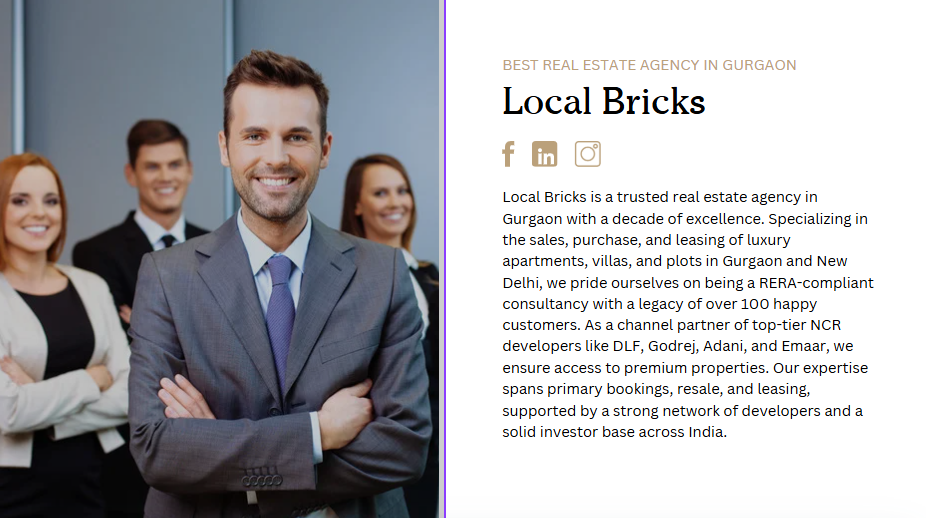 BEST REAL ESTATE AGENCY IN GURGAON
Local Bricks
Local Bricks is a trusted real estate agency in
Gurgaon with a decade of excellence. Specializing in
the sales, purchase, and leasing of luxury
apartments, villas, and plots in Gurgaon and New
Delhi, we pride ourselves on being a RERA-compliant
consultancy with a legacy of over 100 happy
customers. As a channel partner of top-tier NCR
developers like DLF, Godrej, Adani, and Emaar, we
ensure access to premium properties. Our expertise
spans primary bookings, resale, and leasing,
supported by a strong network of developers and a
solid investor base across India.